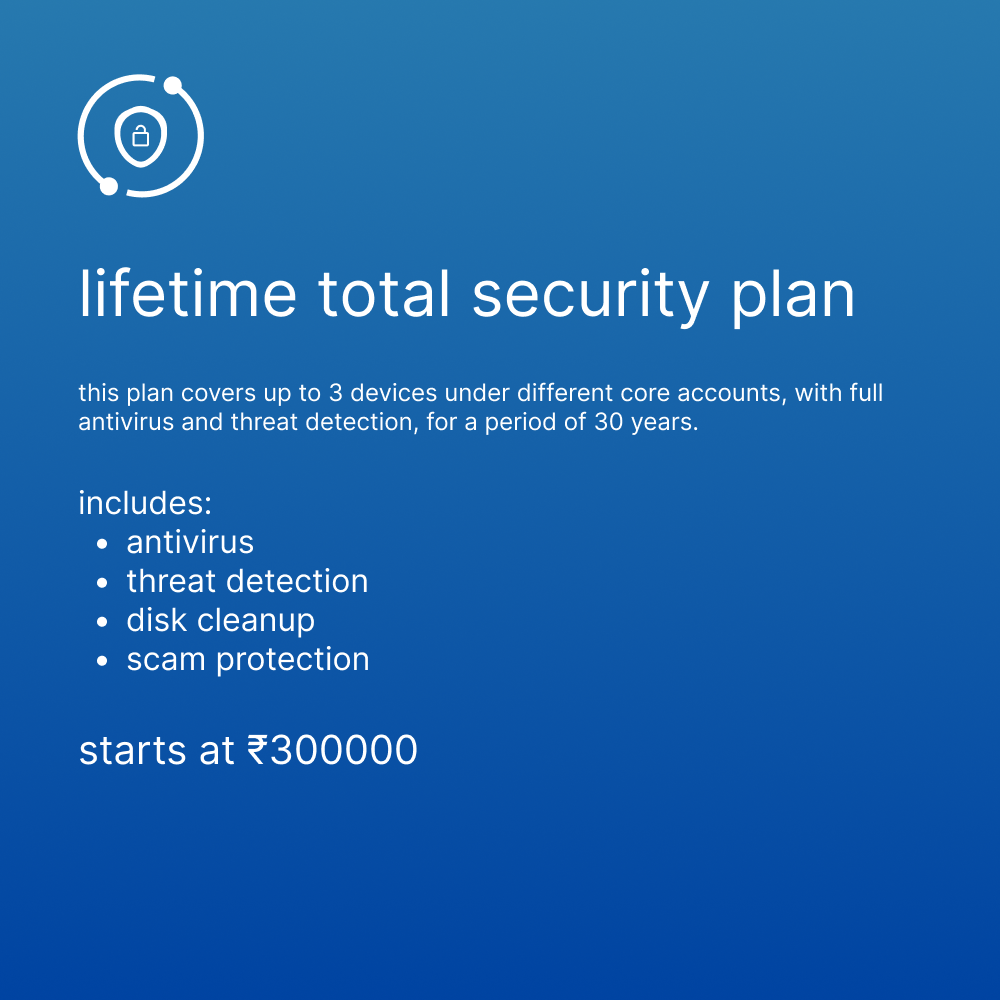 lifetime total security plan
this plan covers up to 3 devices under different core accounts, with full
antivirus and threat detection, for a period of 30 years.
includes:
• antivirus
• threat detection
• disk cleanup
• scam protection
starts at ₹300000